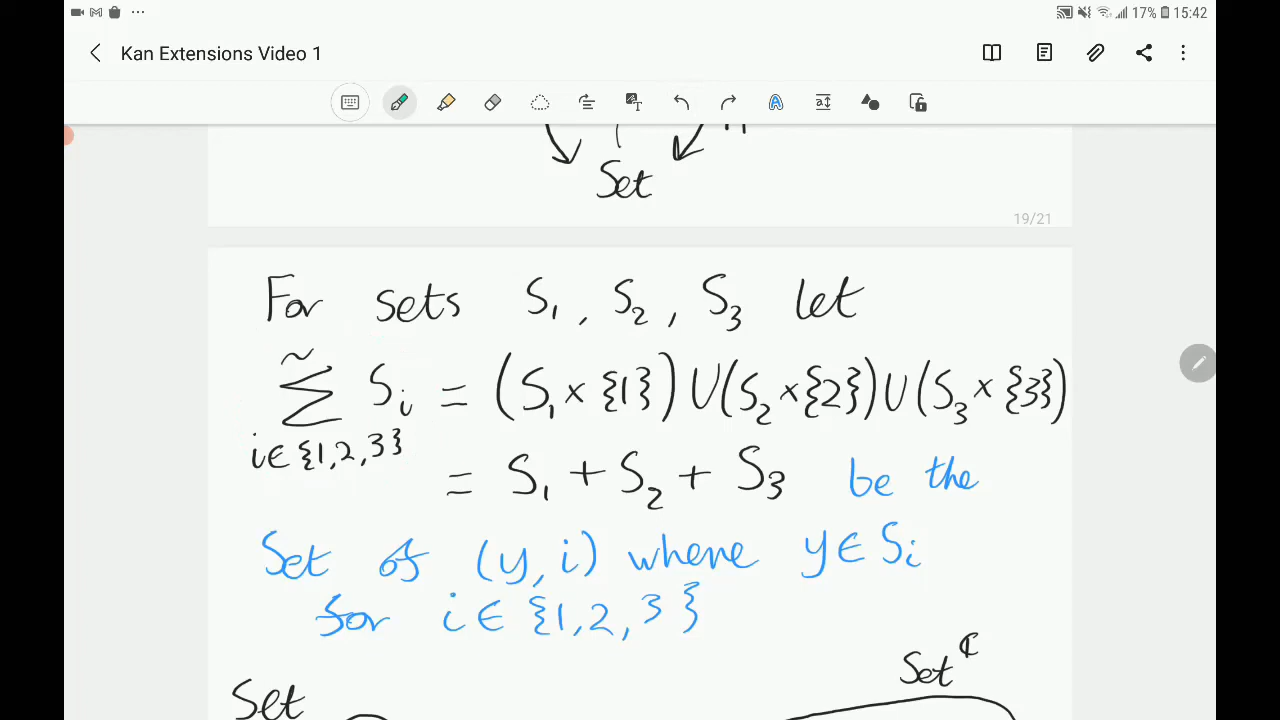 17% 15:42
Kan Extensions Video 1
Set
19/21
For sets S₁, S₂, S₃ let
∑̃ Sᵢ = (S₁ × {1}) ∪ (S₂ × {2}) ∪ (S₃ × {3})
i∈{1,2,3}
= S₁ + S₂ + S₃ be the
Set of (y, i) where y ∈ Sᵢ
for i ∈ {1,2,3}
Set^ℂ
Set